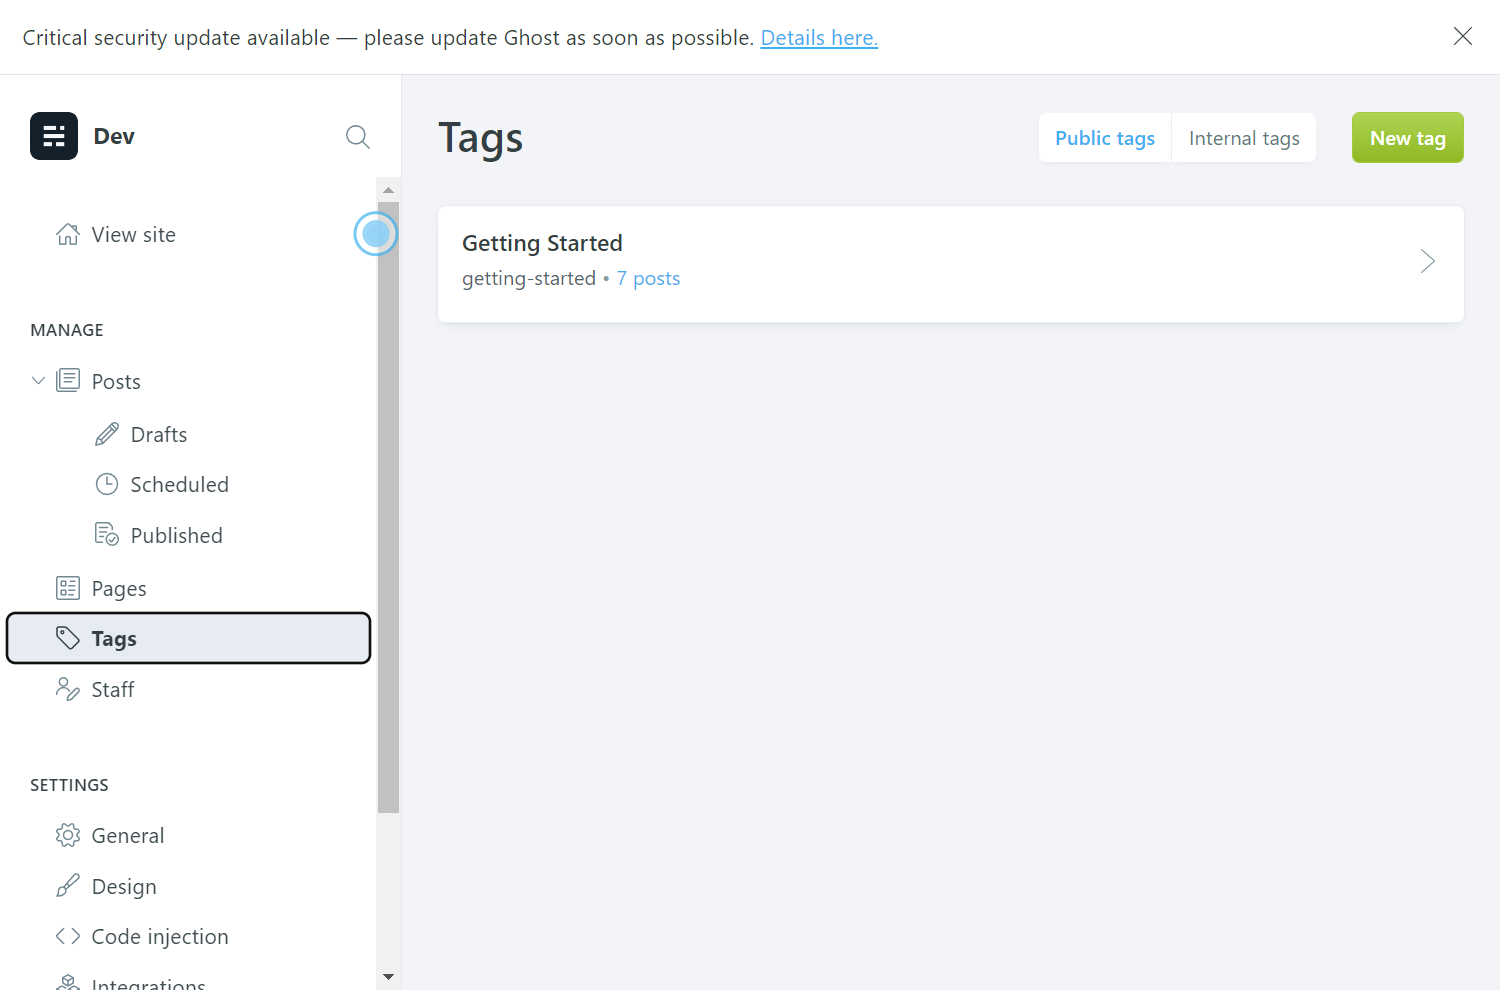 Critical security update available — please update Ghost as soon as possible. Details here.
Dev
View site
MANAGE
Posts
Drafts
Scheduled
Published
Pages
Tags
Staff
SETTINGS
General
Design
Code injection
Integrations
Tags
Public tags
Internal tags
New tag
Getting Started
getting-started • 7 posts